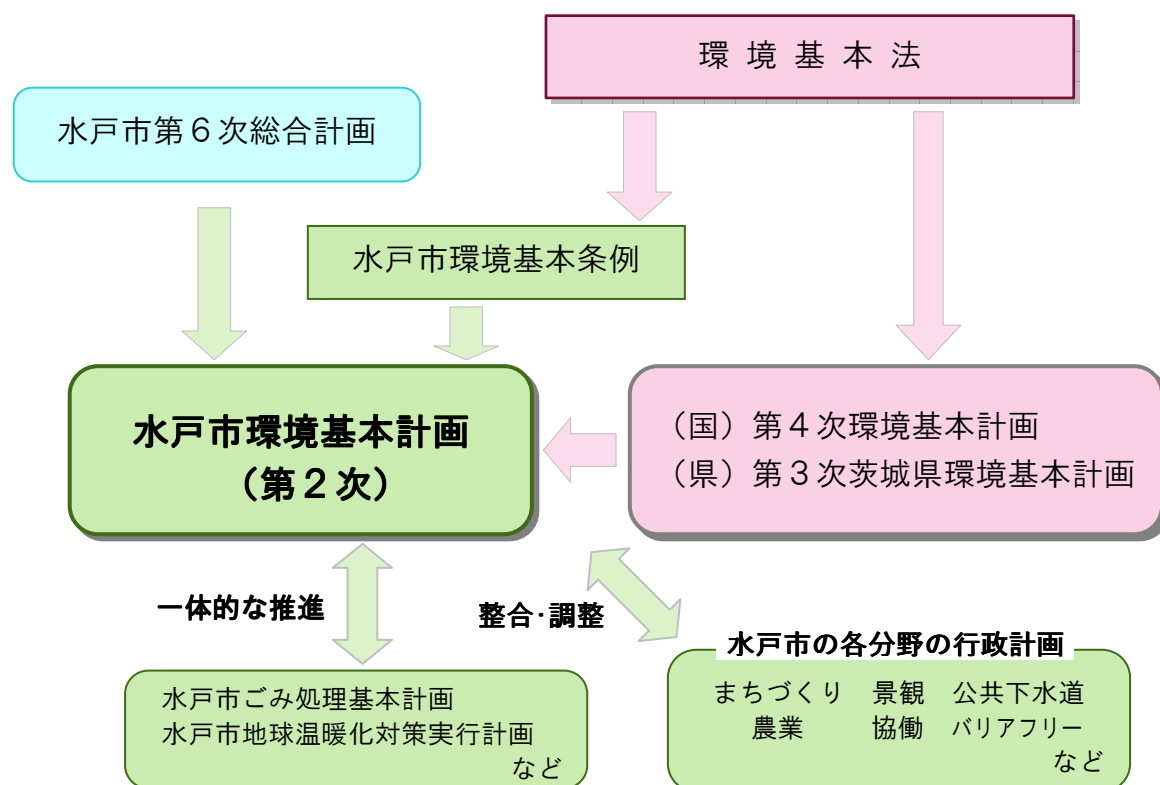 環境基本法
水戸市第６次総合計画
水戸市環境基本条例
水戸市環境基本計画
（第２次）
（国）第４次環境基本計画
（県）第３次茨城県環境基本計画
一体的な推進
整合･調整
水戸市ごみ処理基本計画
水戸市地球温暖化対策実行計画
など
水戸市の各分野の行政計画
まちづくり　景観　公共下水道
農業　協働　バリアフリー
など